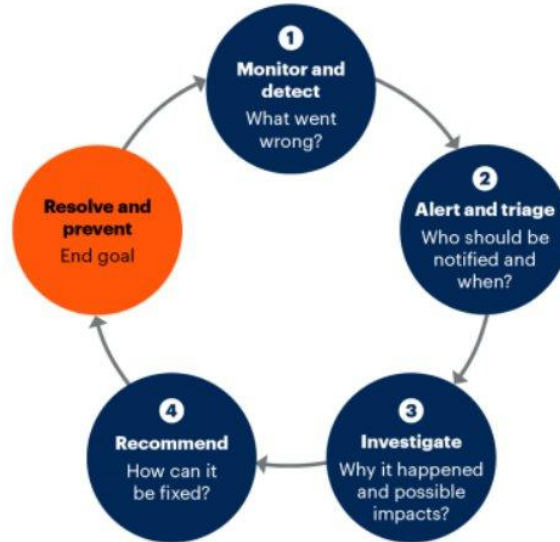 1
Monitor and
detect
What went
wrong?
2
Alert and triage
Who should be
notified and
when?
3
Investigate
Why it happened
and possible
impacts?
4
Recommend
How can it
be fixed?
Resolve and
prevent
End goal